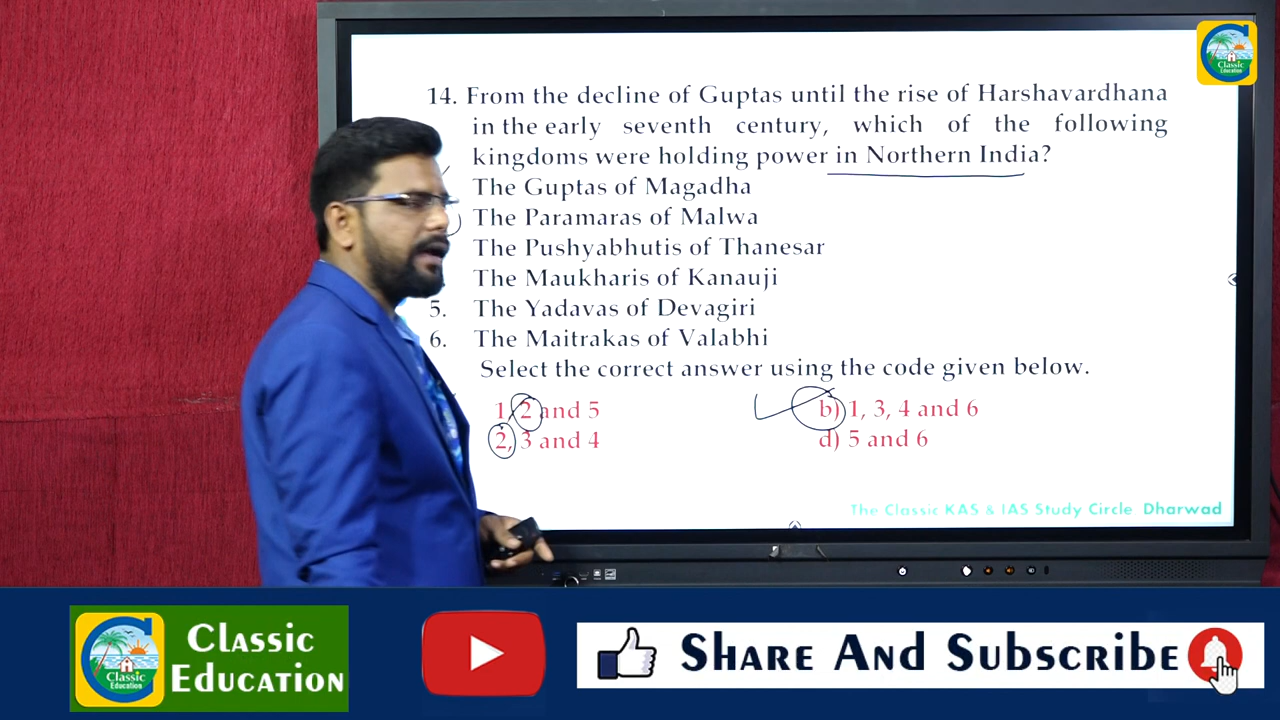 Classic
Education
14. From the decline of Guptas until the rise of Harshavardhana
in the early seventh century, which of the following
kingdoms were holding power in Northern India?
The Guptas of Magadha
The Paramaras of Malwa
The Pushyabhutis of Thanesar
The Maukharis of Kanauji
5. The Yadavas of Devagiri
6. The Maitrakas of Valabhi
Select the correct answer using the code given below.
1, 2 and 5 b) 1, 3, 4 and 6
2, 3 and 4 d) 5 and 6
The Classic KAS & IAS Study Circle Dharwad
Classic
Education
Classic
Education
Share And Subscribe